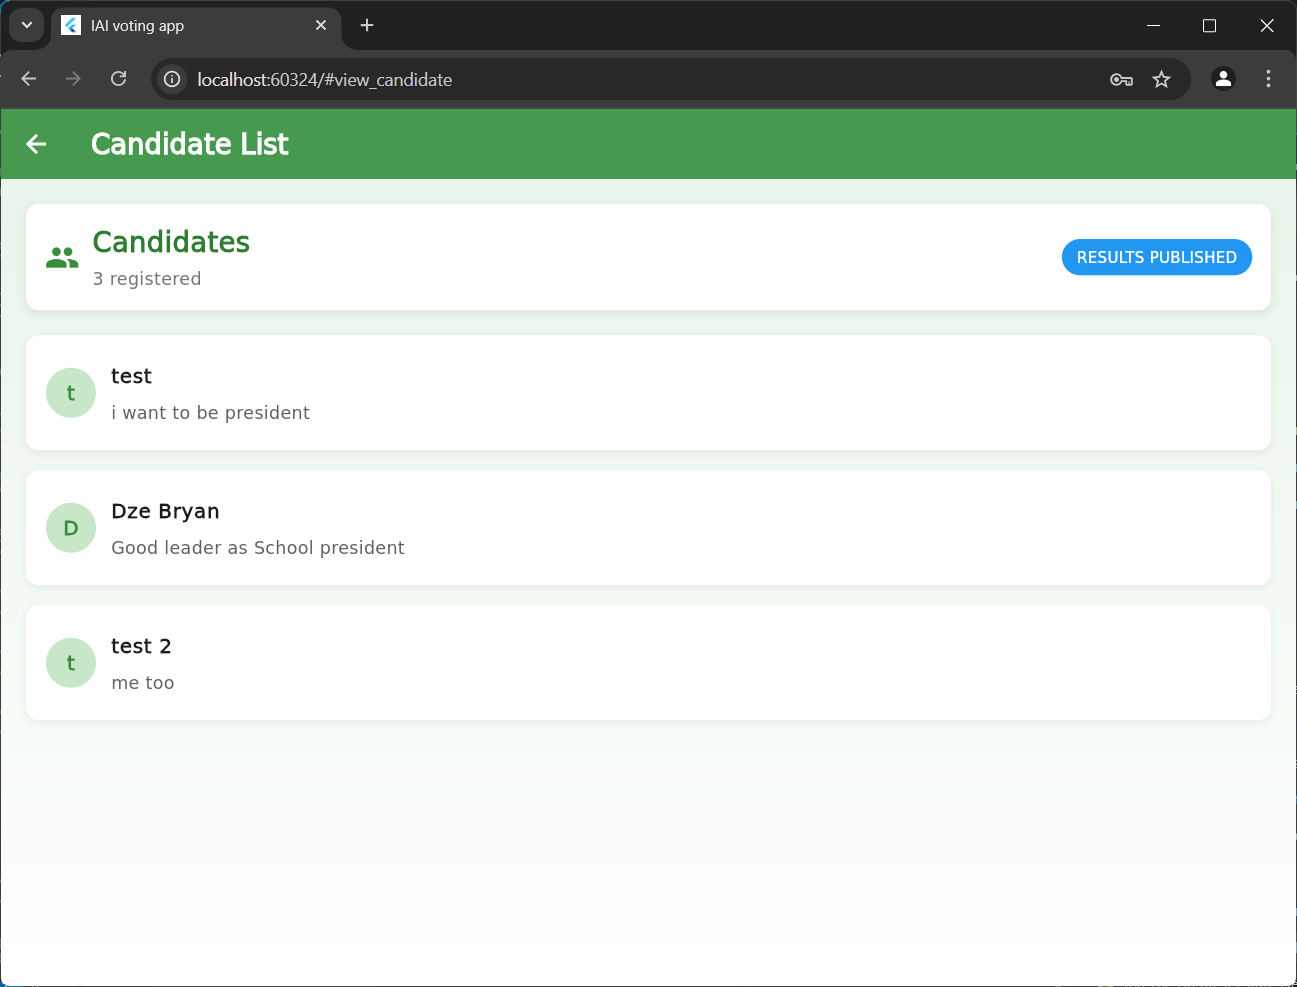 IAI voting app
localhost:60324/#view_candidate
Candidate List
Candidates
3 registered
RESULTS PUBLISHED
t
test
i want to be president
D
Dze Bryan
Good leader as School president
t
test 2
me too